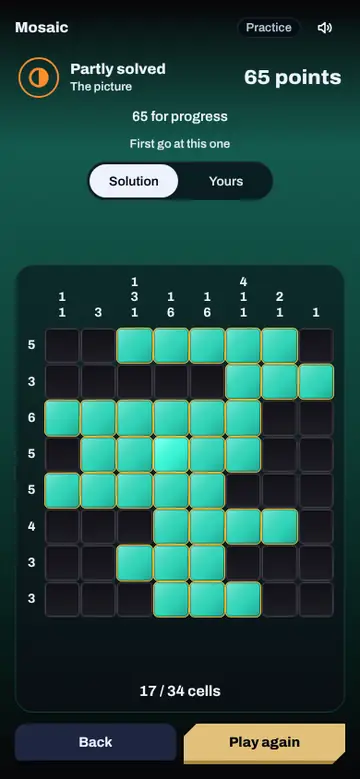 Mosaic
Practice
Partly solved
The picture
65 points
65 for progress
First go at this one
Solution
Yours
1 4
1 3 1 1 1 2
1 3 1 6 6 1 1 1
5
3
6
5
5
4
3
3
17 / 34 cells
Back
Play again